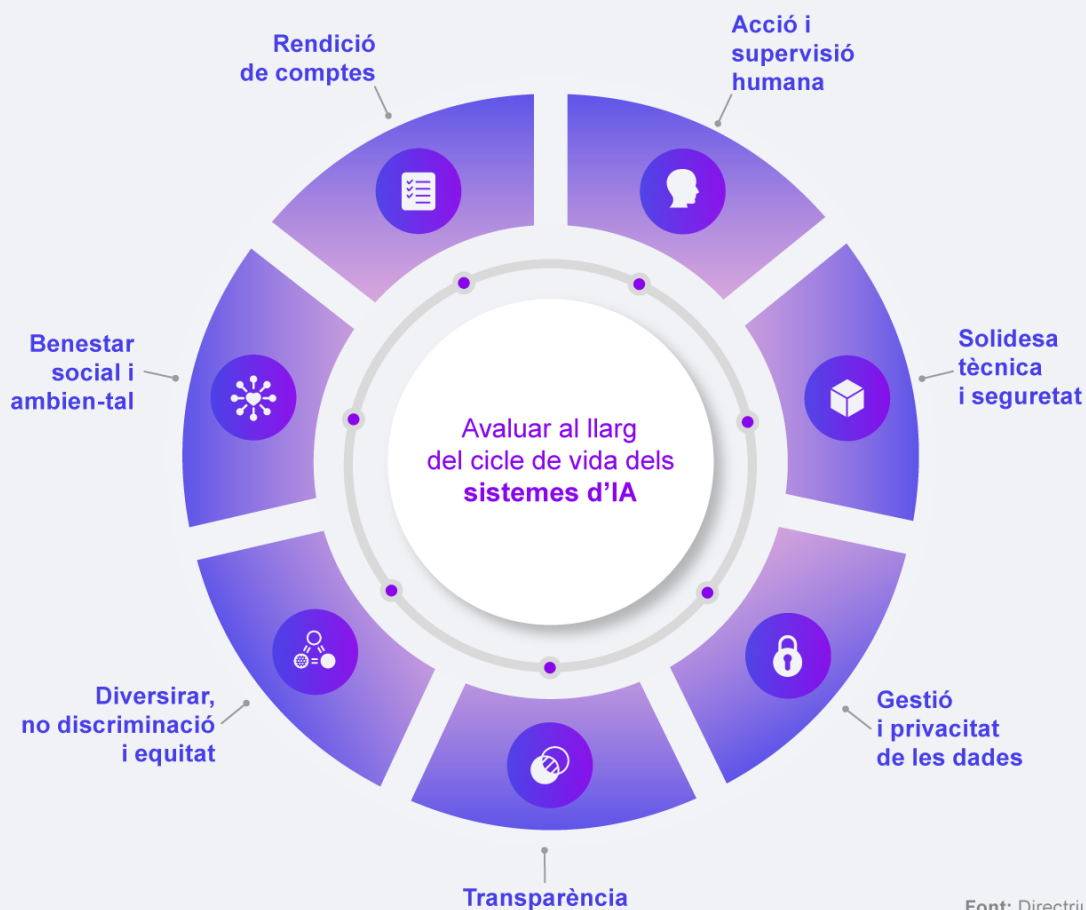 Rendició
de comptes
Acció i
supervisió
humana
Benestar
social i
ambien-tal
Solidesa
tècnica
i seguretat
Avaluar al llarg
del cicle de vida dels
sistemes d’IA
Diversirar,
no discriminació
i equitat
Gestió
i privacitat
de les dades
Transparència
Font: